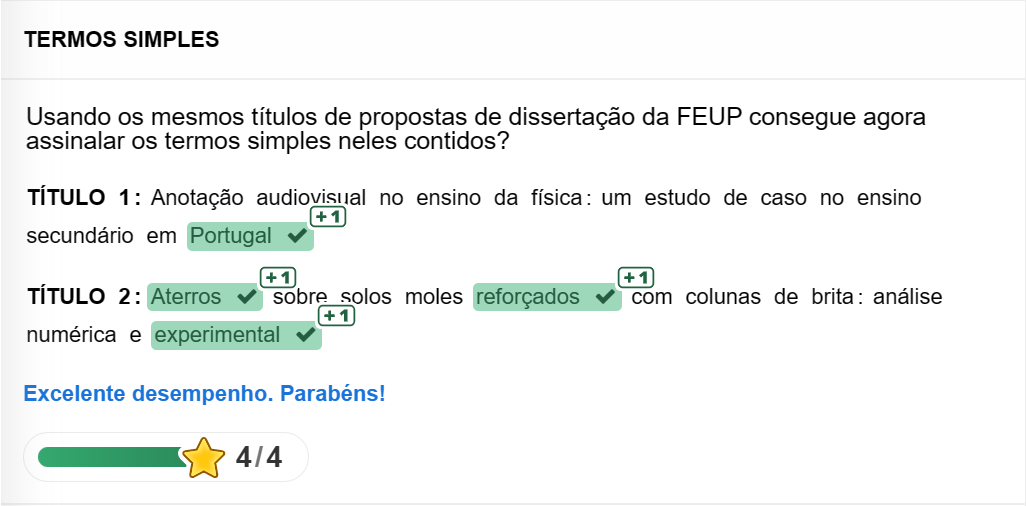 TERMOS SIMPLES
Usando os mesmos títulos de propostas de dissertação da FEUP consegue agora
assinalar os termos simples neles contidos?
TÍTULO 1: Anotação audiovisual no ensino da física: um estudo de caso no ensino
+1
secundário em Portugal ✔
+1 +1
TÍTULO 2: Aterros ✔ sobre solos moles reforçados ✔ com colunas de brita: análise
+1
numérica e experimental ✔
Excelente desempenho. Parabéns!
4/4